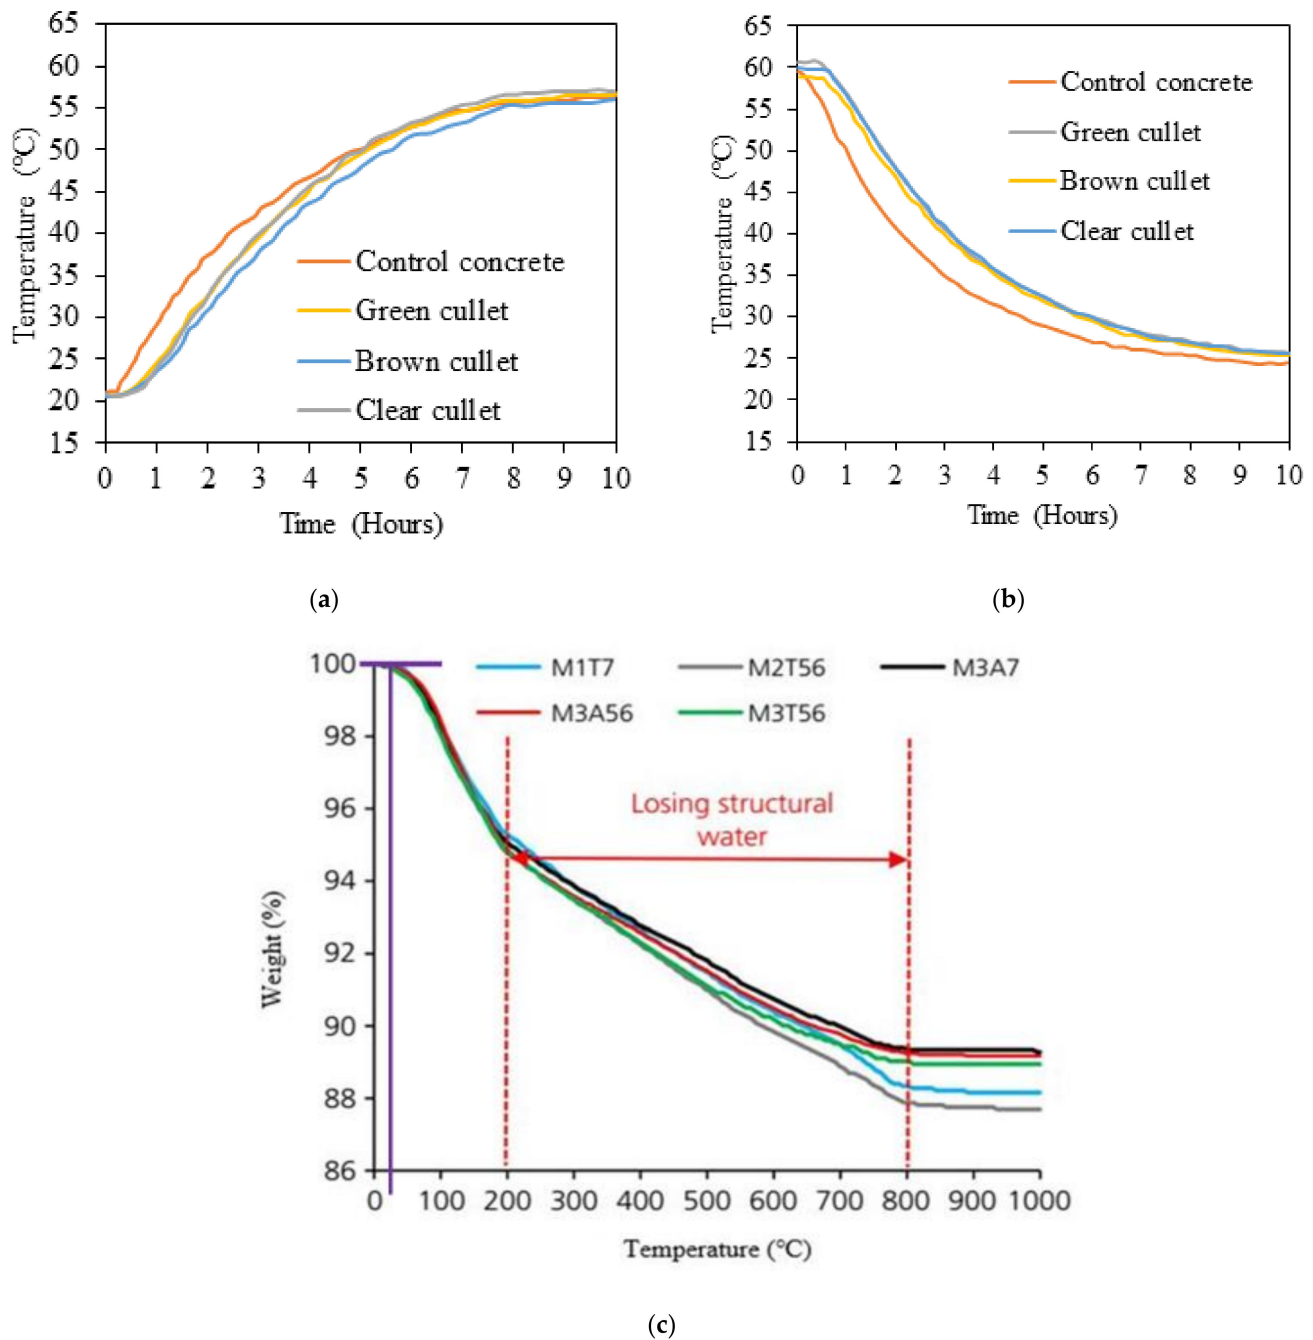 65
60
55
50
45
40
35
30
25
20
15
Temperature (°C)
Control concrete
Green cullet
Brown cullet
Clear cullet
0 1 2 3 4 5 6 7 8 9 10
Time (Hours)
(a)
65
60
55
50
45
40
35
30
25
20
15
Temperature (°C)
Control concrete
Green cullet
Brown cullet
Clear cullet
0 1 2 3 4 5 6 7 8 9 10
Time (Hours)
(b)
100
98
96
94
92
90
88
86
Weight (%)
M1T7 M2T56 M3A7
M3A56 M3T56
Losing structural
water
0 100 200 300 400 500 600 700 800 900 1000
Temperature (°C)
(c)